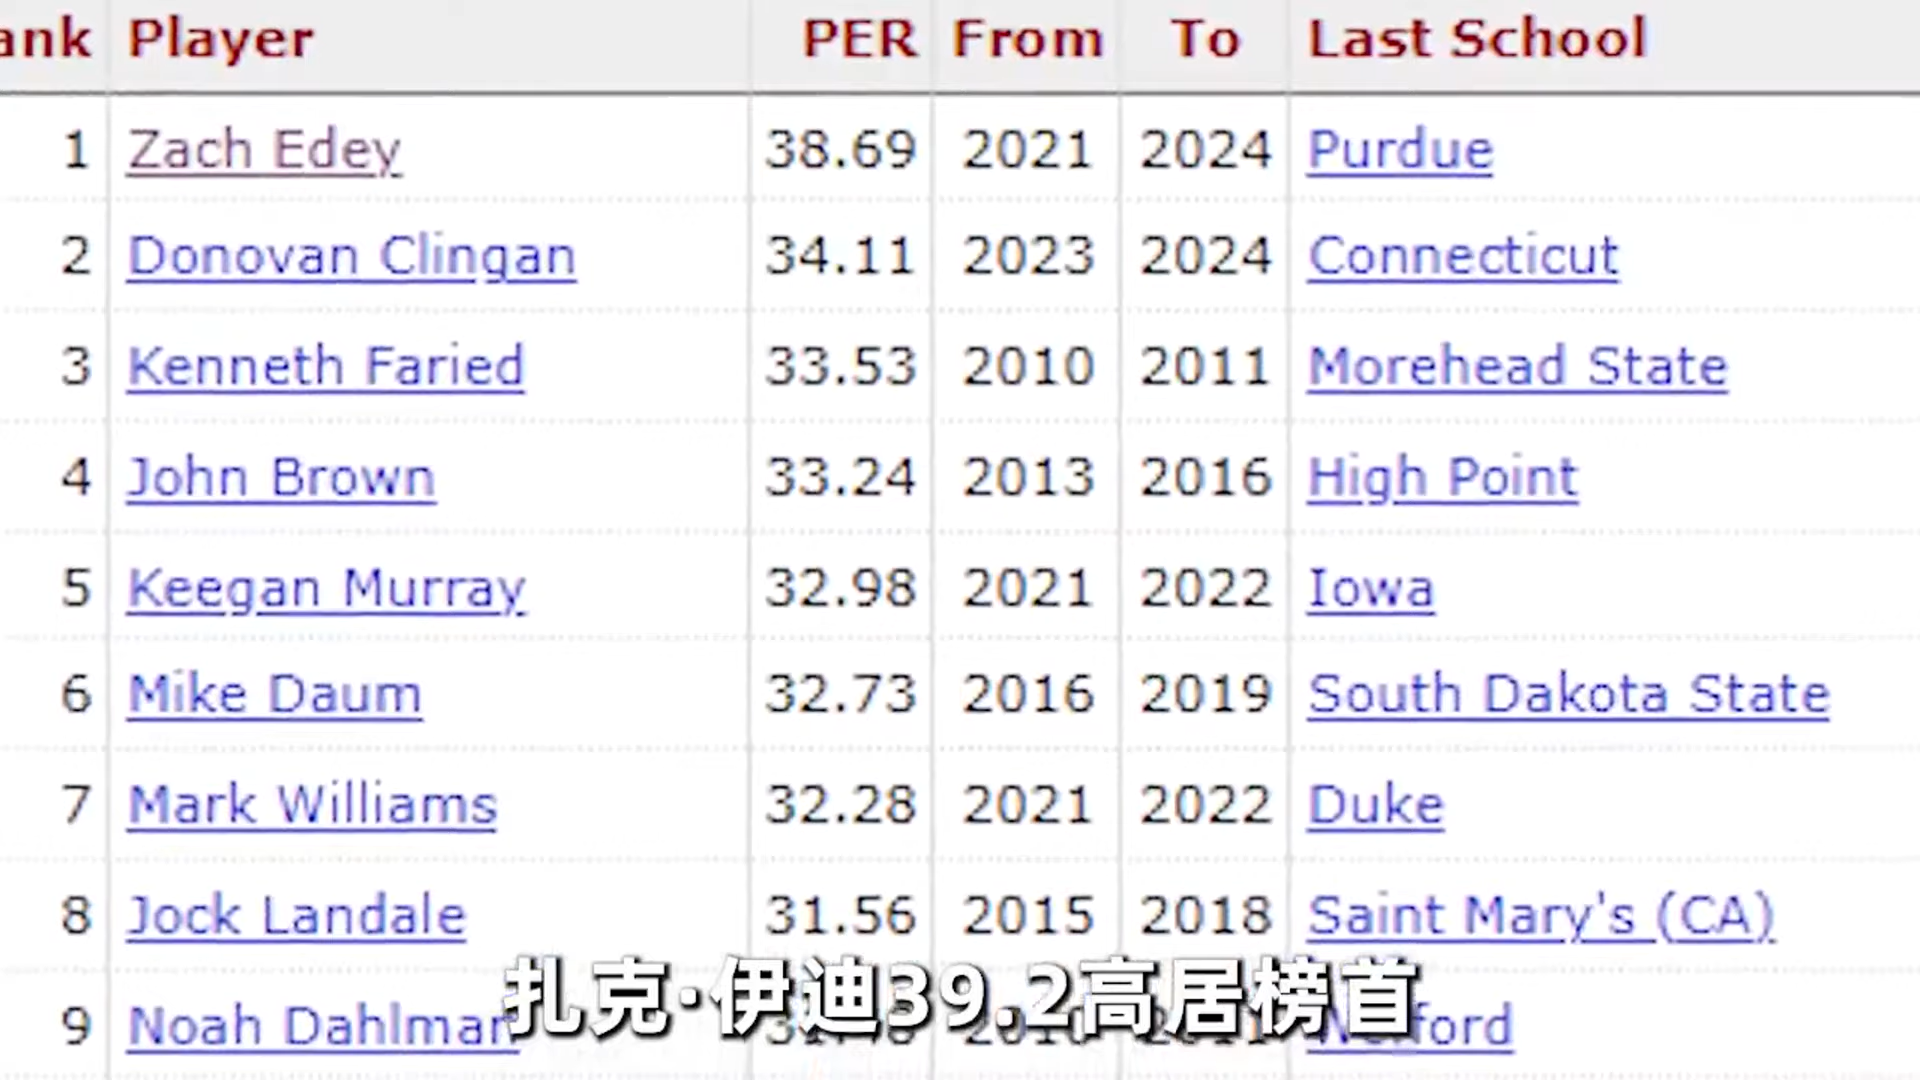 ank Player PER From To Last School
1 Zach Edey 38.69 2021 2024 Purdue
2 Donovan Clingan 34.11 2023 2024 Connecticut
3 Kenneth Faried 33.53 2010 2011 Morehead State
4 John Brown 33.24 2013 2016 High Point
5 Keegan Murray 32.98 2021 2022 Iowa
6 Mike Daum 32.73 2016 2019 South Dakota State
7 Mark Williams 32.28 2021 2022 Duke
8 Jock Landale 31.56 2015 2018 Saint Mary's (CA)
9 Noah Dahlman
扎克·伊迪39.2高居榜首